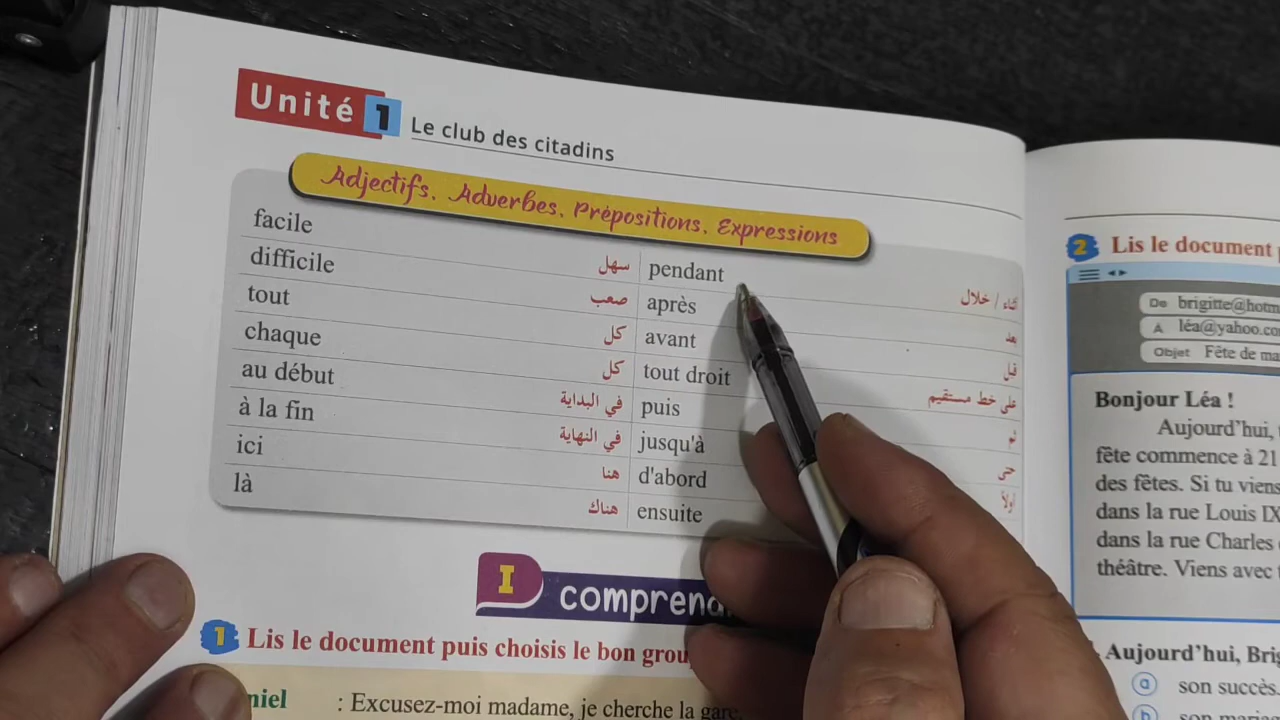 Unité 1
Le club des citadins
Adjectifs, Adverbes, Prépositions, Expressions
facile سهل
difficile صعب
tout كل
chaque كل
au début في البداية
à la fin في النهاية
ici هنا
là هناك
pendant أثناء / خلال
après بعد
avant قبل
tout droit على خط مستقيم
puis ثم
jusqu'à حتى
d'abord أولاً
ensuite
I
1 Lis le document puis choisis le bon
: Excusez-moi madame, je cherche la gare.
2 Lis le document
De brigitte@hotm
A léa@yahoo.co
Objet Fête de ma
Bonjour Léa !
Aujourd'hui,
fête commence à 21
des fêtes. Si tu viens
dans la rue Louis IX
dans la rue Charles
théâtre. Viens avec
Aujourd'hui, Brig
a son succès.
b